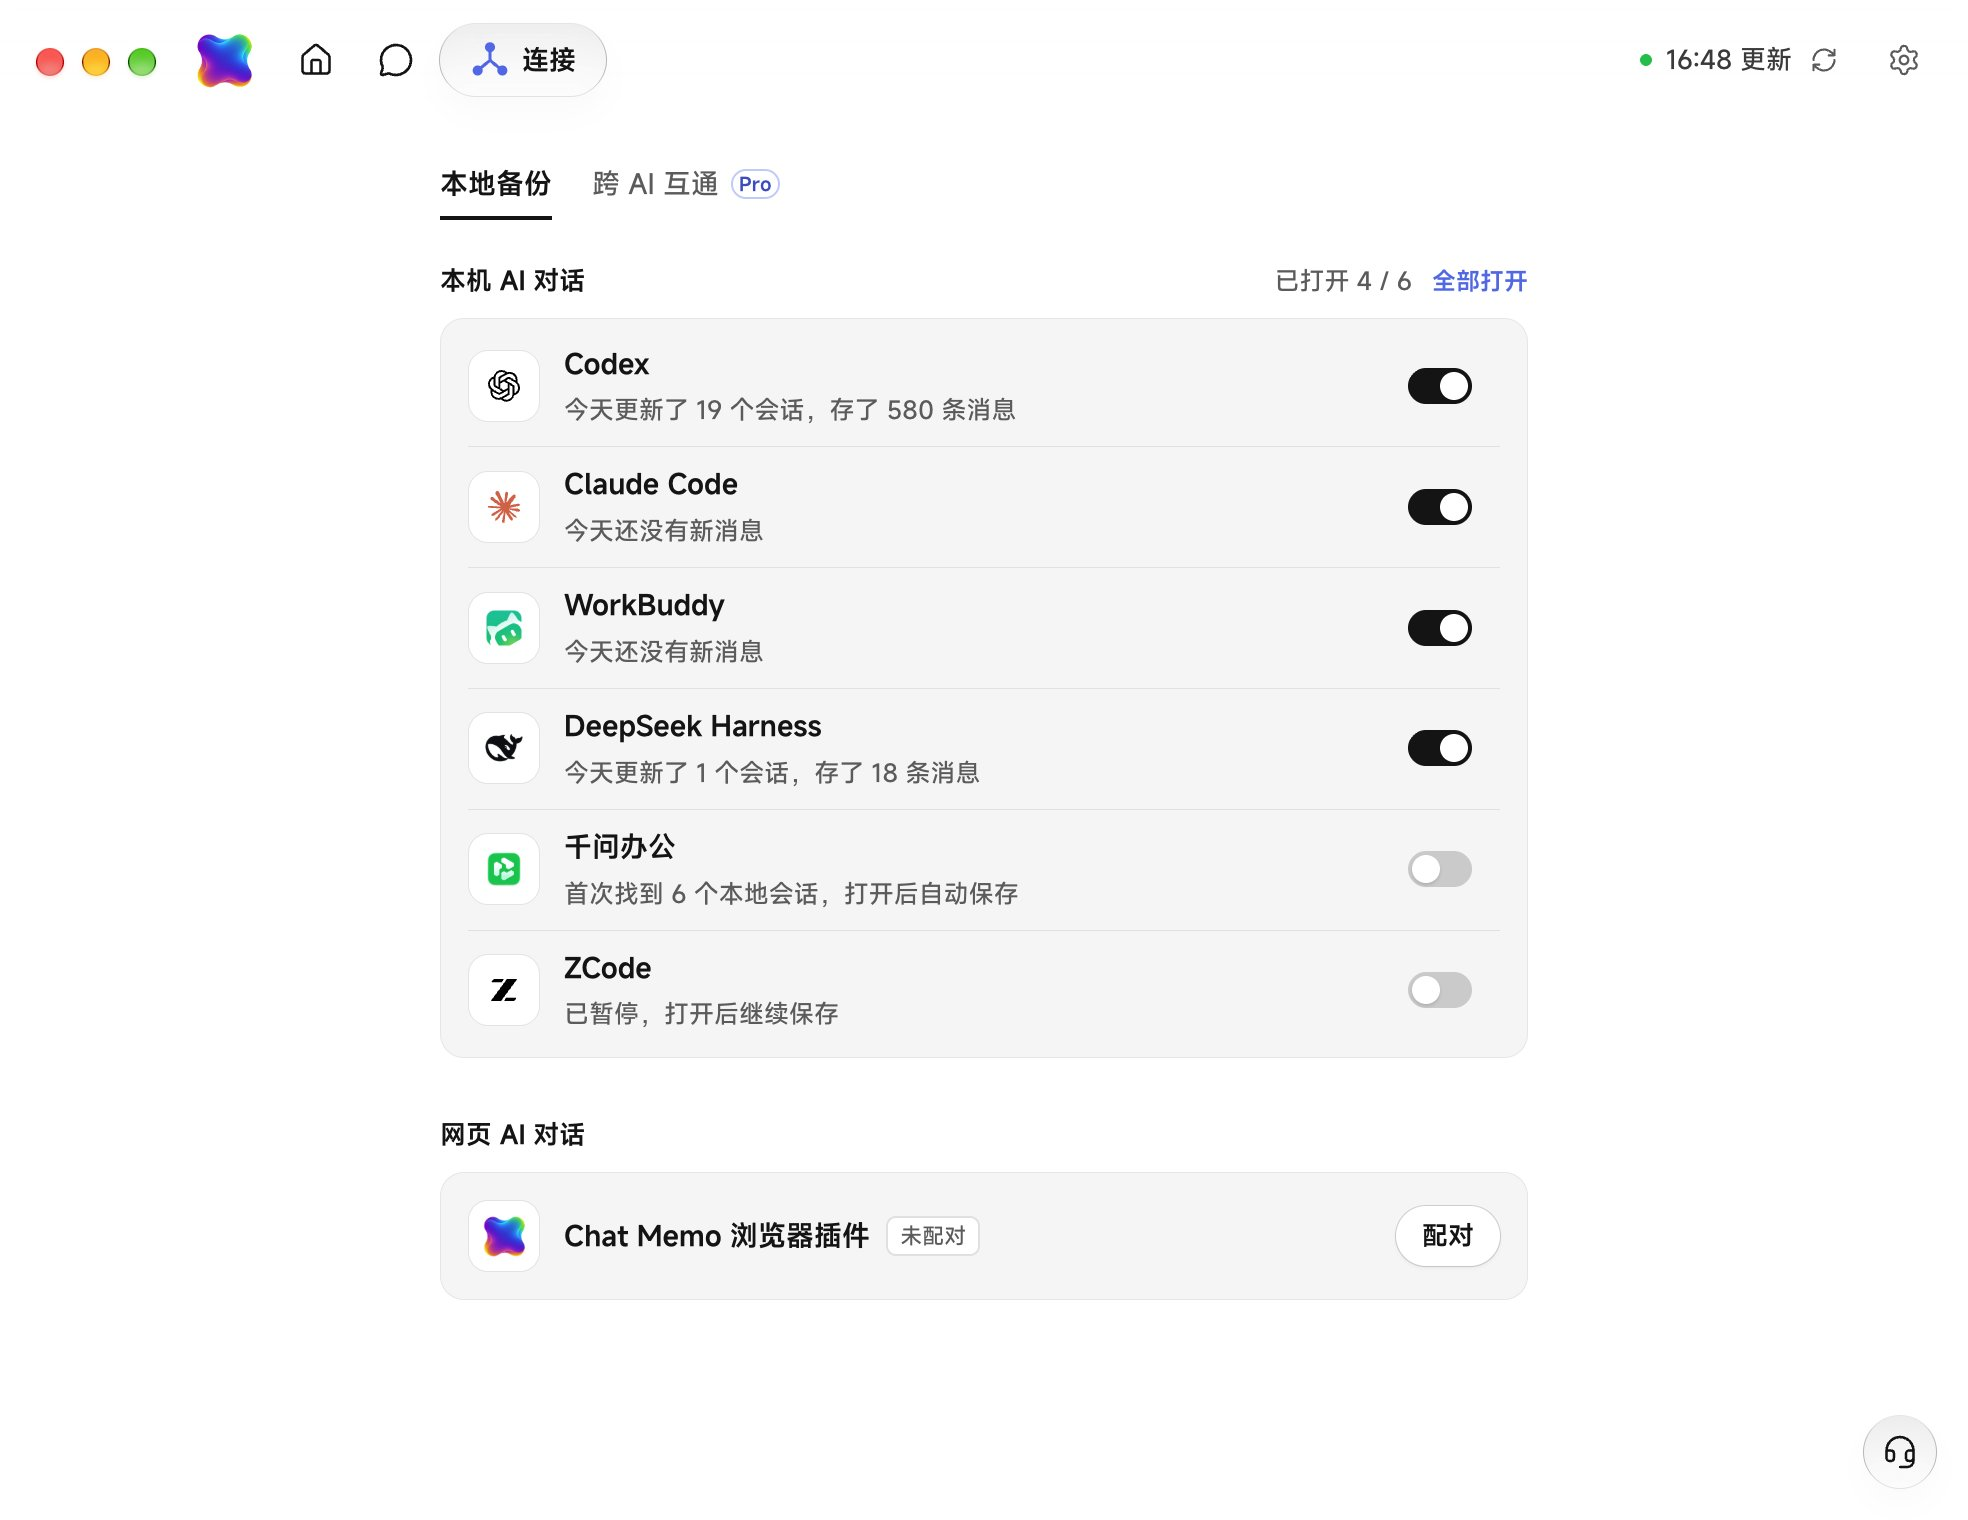 连接
16:48 更新
本地备份
跨 AI 互通 Pro
本机 AI 对话
已打开 4 / 6 全部打开
Codex
今天更新了 19 个会话，存了 580 条消息
Claude Code
今天还没有新消息
WorkBuddy
今天还没有新消息
DeepSeek Harness
今天更新了 1 个会话，存了 18 条消息
千问办公
首次找到 6 个本地会话，打开后自动保存
ZCode
已暂停，打开后继续保存
网页 AI 对话
Chat Memo 浏览器插件 未配对
配对